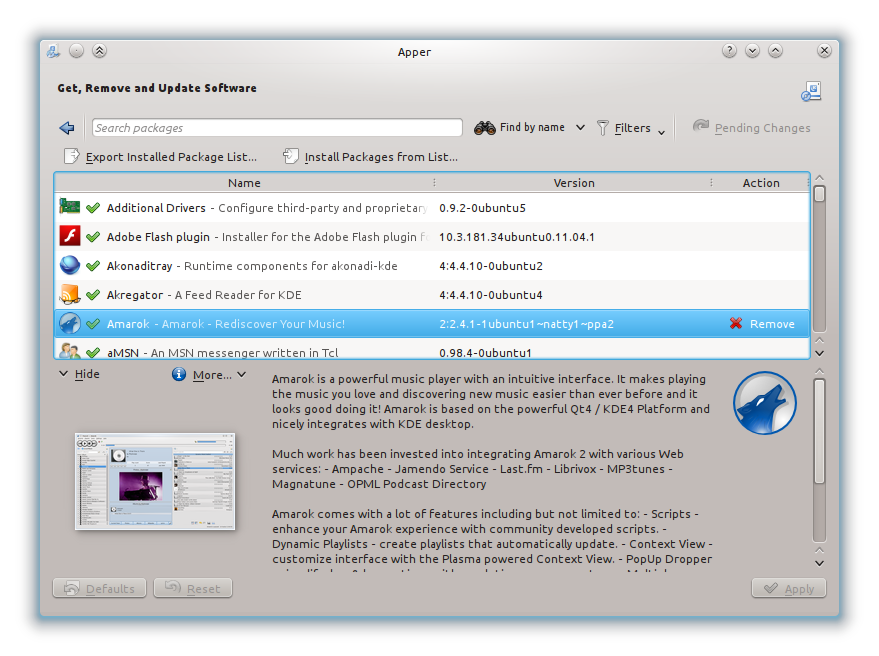 Apper
Get, Remove and Update Software
Search packages
Find by name
Filters
Pending Changes
Export Installed Package List...
Install Packages from List...
Name Version Action
Additional Drivers - Configure third-party and proprietary 0.9.2-0ubuntu5
Adobe Flash plugin - Installer for the Adobe Flash plugin 10.3.181.34ubuntu0.11.04.1
Akonaditray - Runtime components for akonadi-kde 4:4.4.10-0ubuntu2
Akregator - A Feed Reader for KDE 4:4.4.10-0ubuntu4
Amarok - Amarok - Rediscover Your Music! 2:2.4.1-1ubuntu1~natty1~ppa2 Remove
aMSN - An MSN messenger written in Tcl 0.98.4-0ubuntu1
Hide
More...
Amarok is a powerful music player with an intuitive interface. It makes playing
the music you love and discovering new music easier than ever before and it
looks good doing it! Amarok is based on the powerful Qt4 / KDE4 Platform and
nicely integrates with KDE desktop.
Much work has been invested into integrating Amarok 2 with various Web
services: - Ampache - Jamendo Service - Last.fm - Librivox - MP3tunes -
Magnatune - OPML Podcast Directory
Amarok comes with a lot of features including but not limited to: - Scripts -
enhance your Amarok experience with community developed scripts. -
Dynamic Playlists - create playlists that automatically update. - Context View -
customize interface with the Plasma powered Context View. - PopUp Dropper
Defaults
Reset
Apply